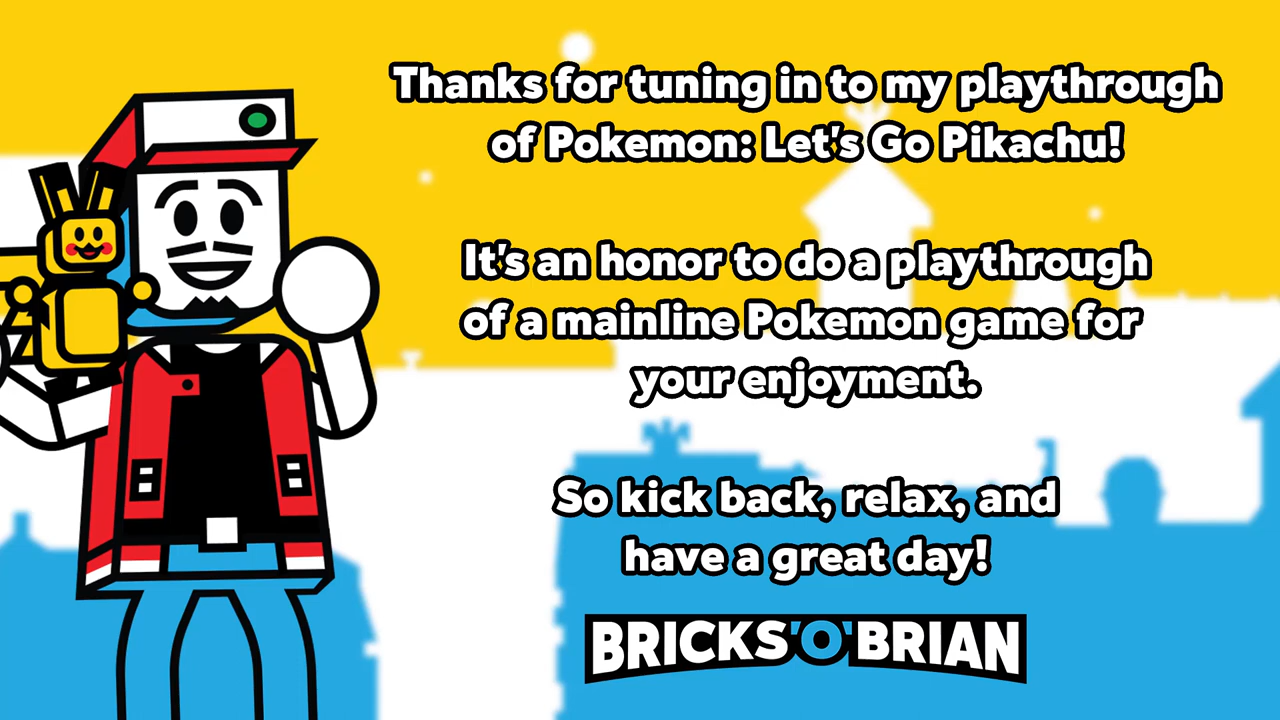 Thanks for tuning in to my playthrough
of Pokemon: Let's Go Pikachu!
It's an honor to do a playthrough
of a mainline Pokemon game for
your enjoyment.
So kick back, relax, and
have a great day!
BRICKS'O'BRIAN